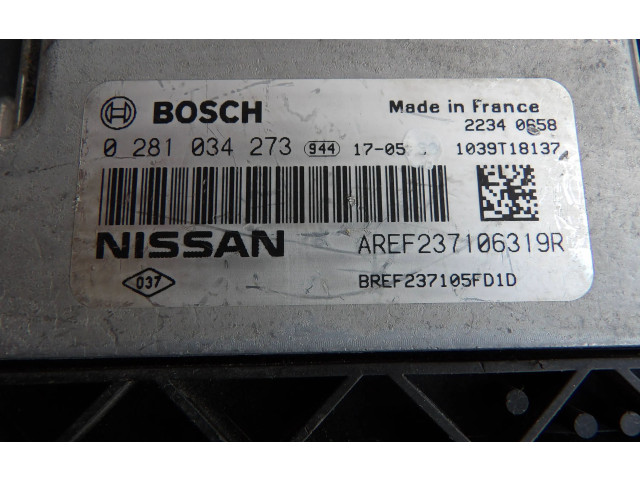 BOSCH Made in France
2234 0658
0 281 034 273 944 17-05 1039T18137
NISSAN AREF237106319R
037 BREF237105FD1D